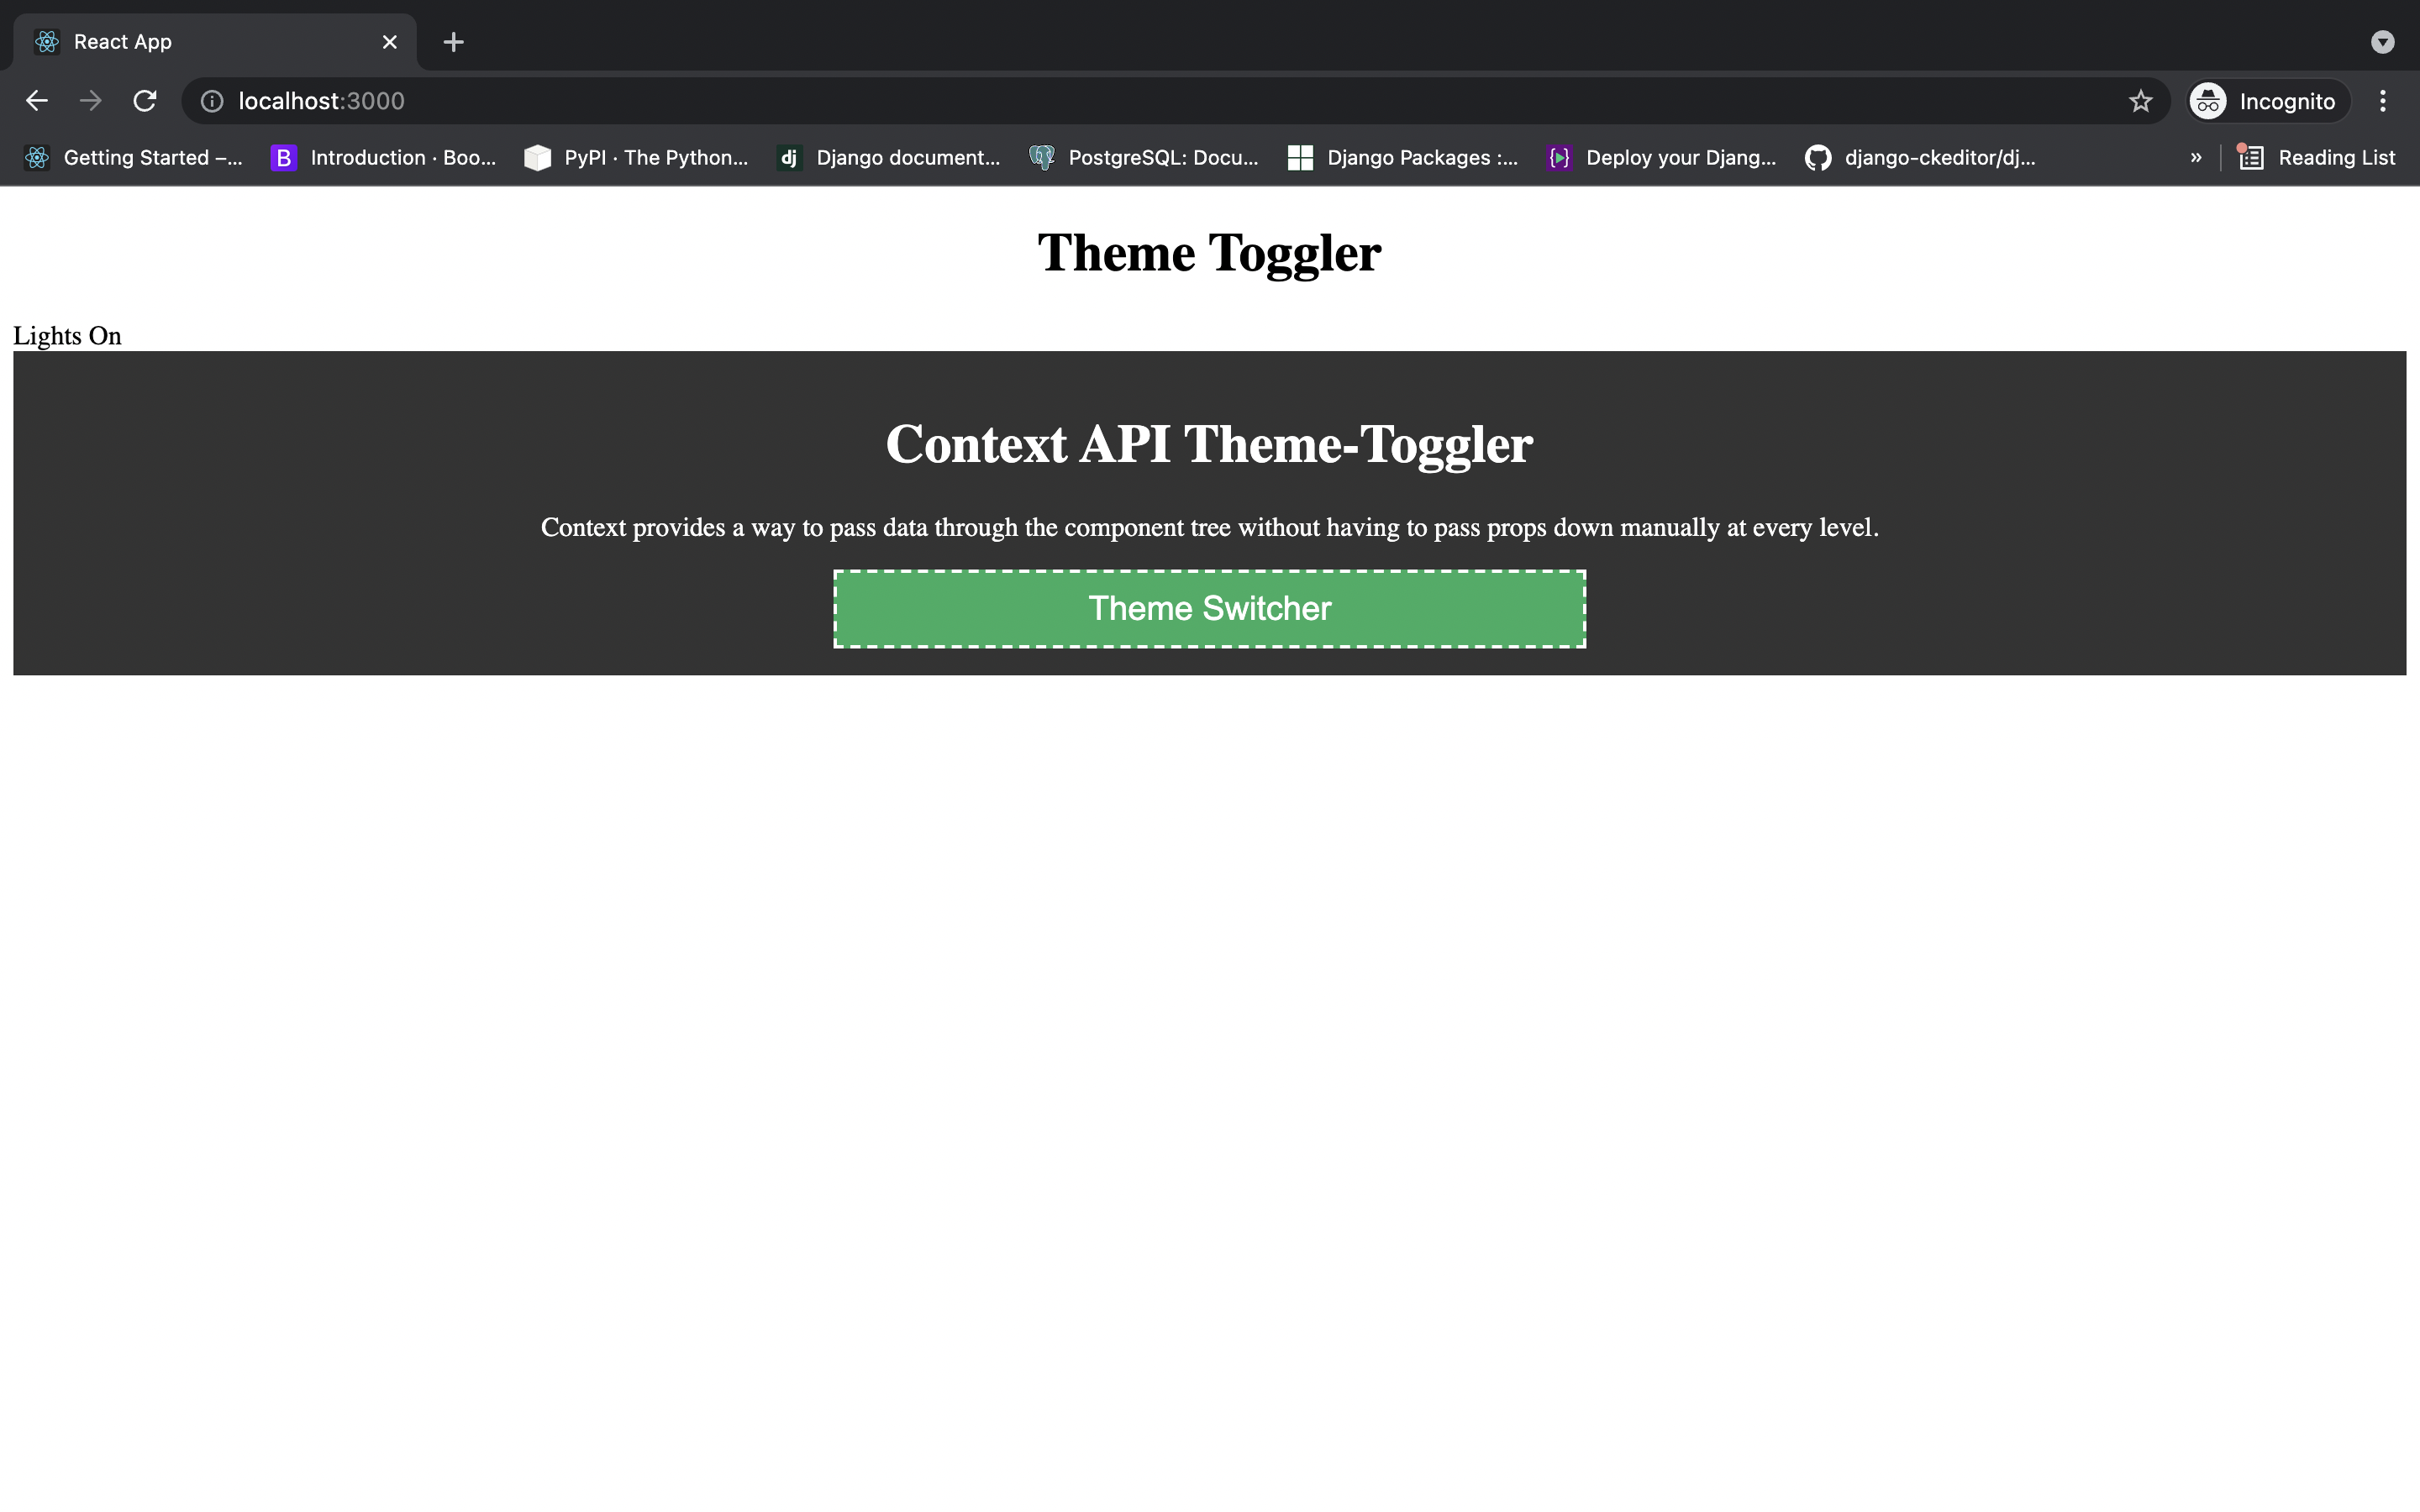 React App
localhost:3000
Incognito
Getting Started –...
B Introduction · Boo...
PyPI · The Python...
dj Django document...
PostgreSQL: Docu...
Django Packages :...
Deploy your Djang...
django-ckeditor/dj...
»
Reading List
Theme Toggler
Lights On
Context API Theme-Toggler
Context provides a way to pass data through the component tree without having to pass props down manually at every level.
Theme Switcher